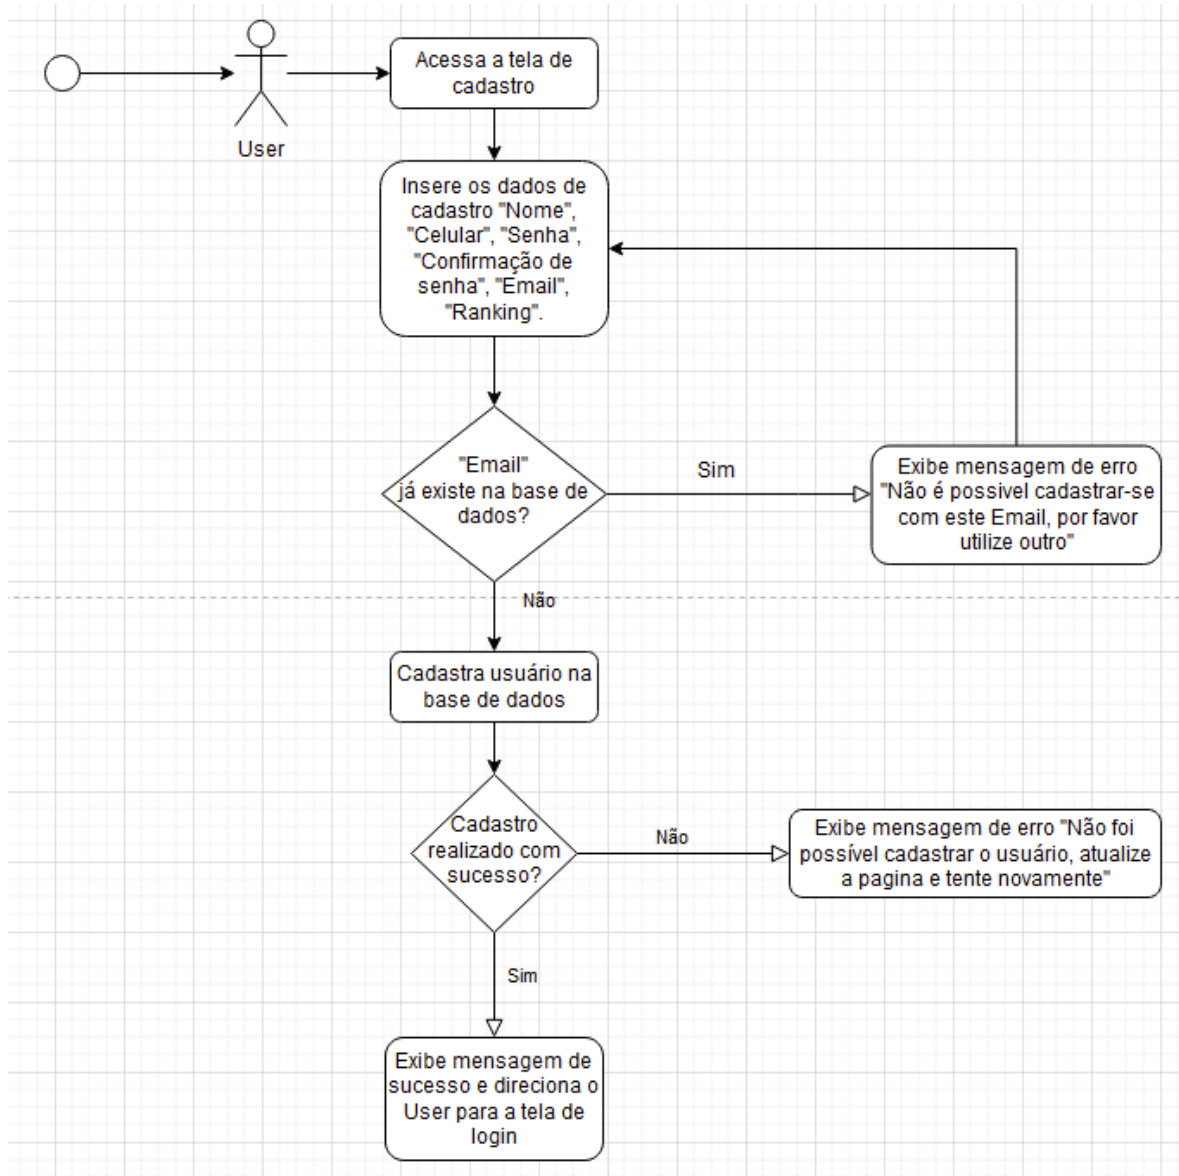 Acessa a tela de
cadastro
User
Insere os dados de
cadastro "Nome",
"Celular", "Senha",
"Confirmação de
senha", "Email",
"Ranking".
"Email"
já existe na base de
dados?
Sim
Exibe mensagem de erro
"Não é possivel cadastrar-se
com este Email, por favor
utilize outro"
Não
Cadastra usuário na
base de dados
Cadastro
realizado com
sucesso?
Não
Exibe mensagem de erro "Não foi
possível cadastrar o usuário, atualize
a pagina e tente novamente"
Sim
Exibe mensagem de
sucesso e direciona o
User para a tela de
login